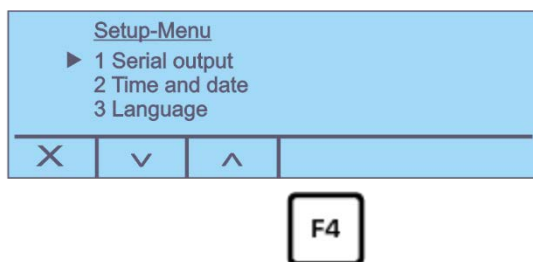 Setup-Menu
▶ 1 Serial output
2 Time and date
3 Language
X ∨ ∧
F4